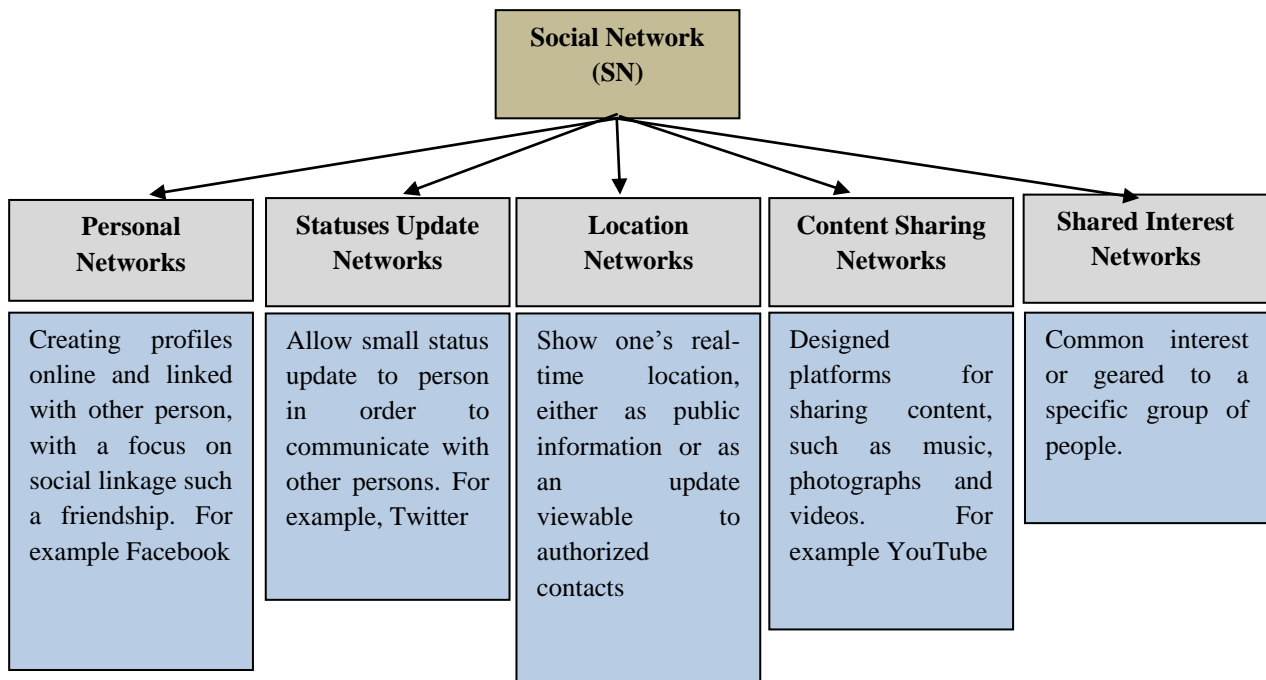 Social Network
(SN)
Personal
Networks
Statuses Update
Networks
Location
Networks
Content Sharing
Networks
Shared Interest
Networks
Creating profiles
online and linked
with other person,
with a focus on
social linkage such
a friendship. For
example Facebook
Allow small status
update to person
in order to
communicate with
other persons. For
example, Twitter
Show one’s real-
time location,
either as public
information or as
an update
viewable to
authorized
contacts
Designed
platforms for
sharing content,
such as music,
photographs and
videos. For
example YouTube
Common interest
or geared to a
specific group of
people.